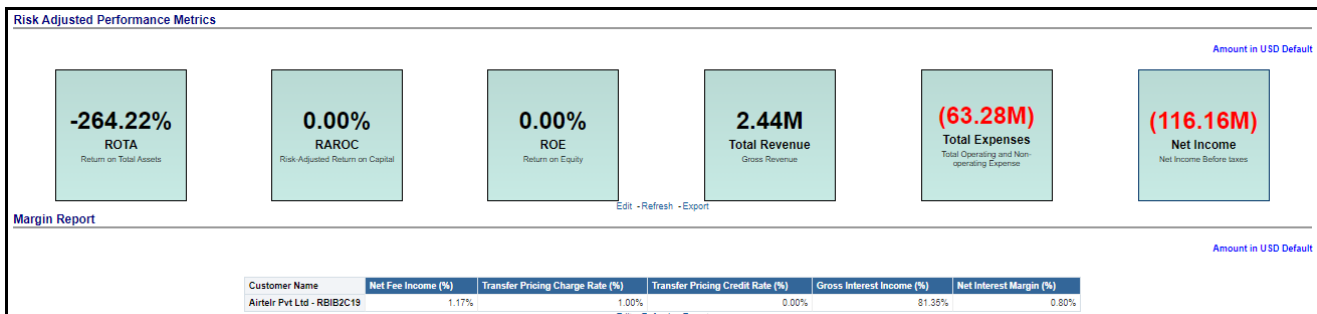 Risk Adjusted Performance Metrics
Amount in USD Default
-264.22%
ROTA
Return on Total Assets
0.00%
RAROC
Risk-Adjusted Return on Capital
0.00%
ROE
Return on Equity
2.44M
Total Revenue
Gross Revenue
(63.28M)
Total Expenses
Total Operating and Non-
operating Expense
(116.16M)
Net Income
Net Income Before taxes
Edit - Refresh - Export
Margin Report
Amount in USD Default
Customer Name Net Fee Income (%) Transfer Pricing Charge Rate (%) Transfer Pricing Credit Rate (%) Gross Interest Income (%) Net Interest Margin (%)
Airtelr Pvt Ltd - RBIB2C19 1.17% 1.00% 0.00% 81.35% 0.80%